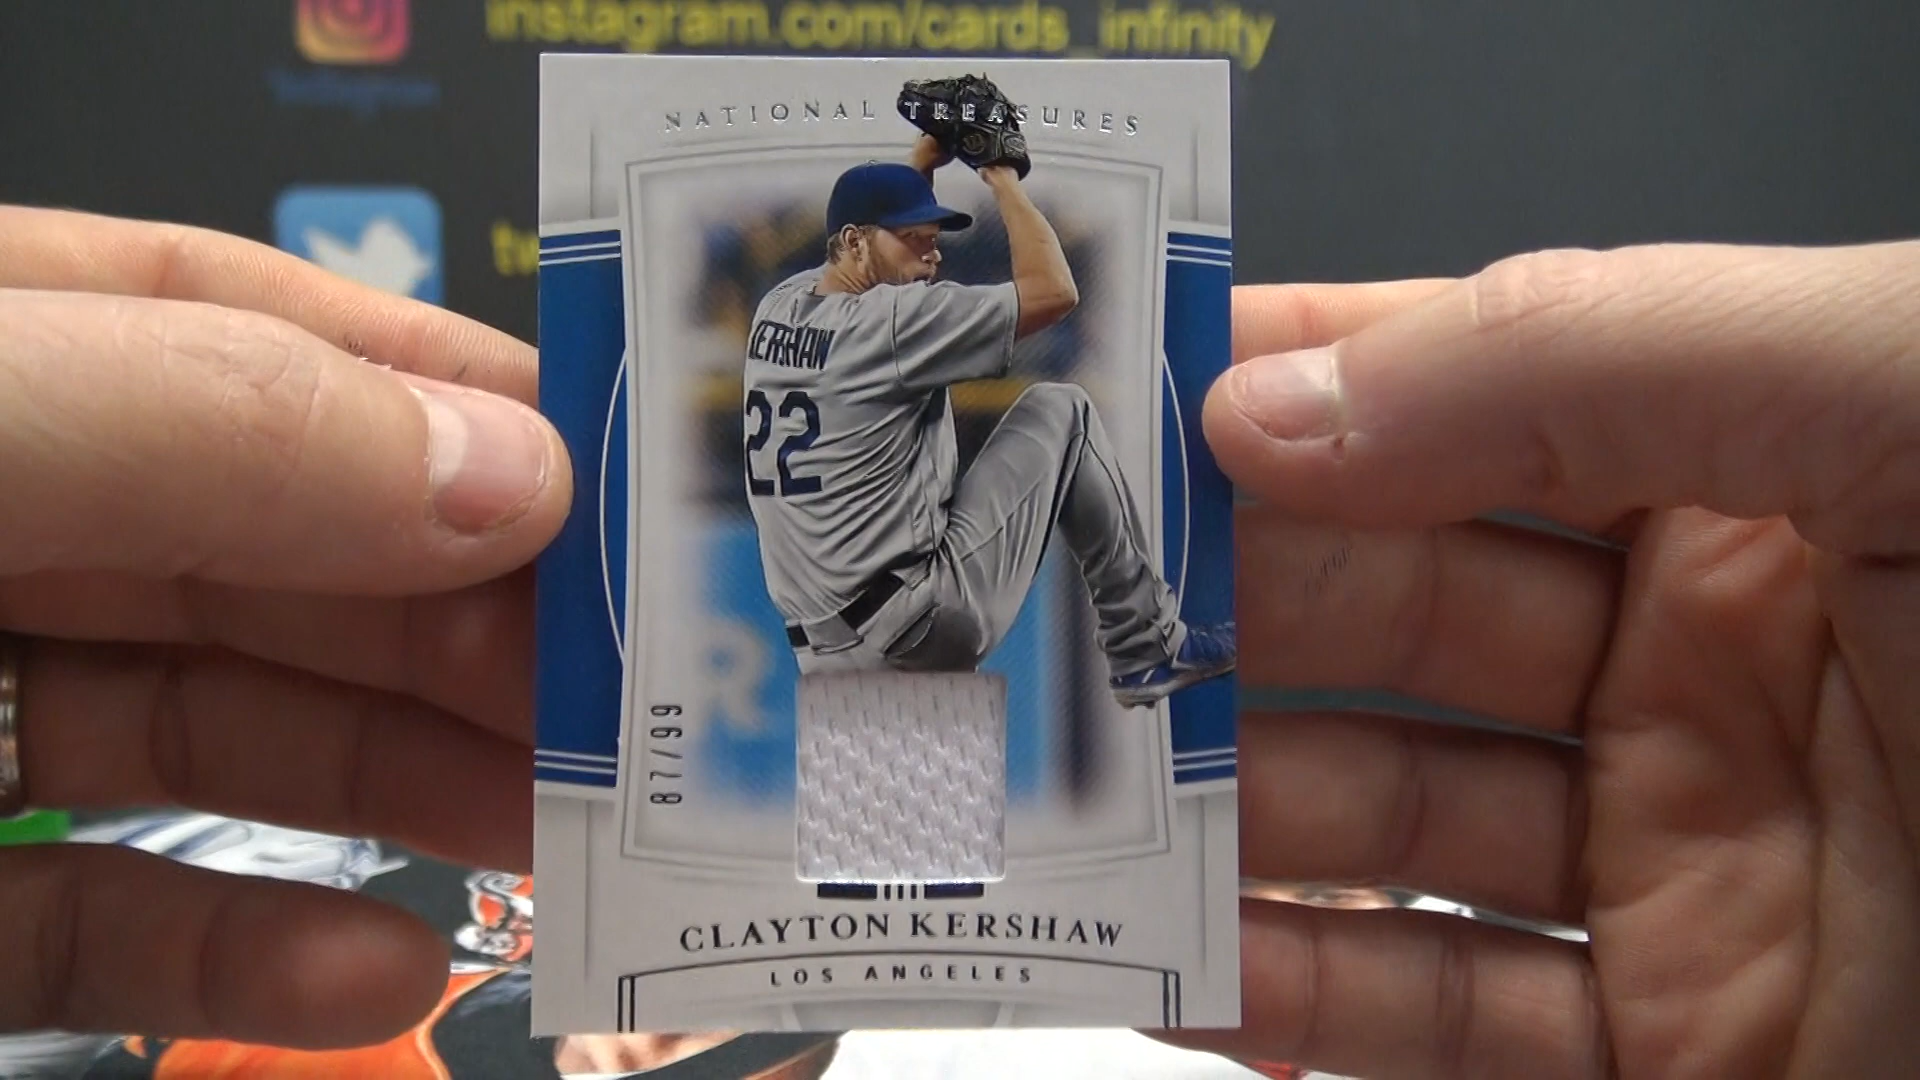 instagram.com/cards_infinity
NATIONAL TREASURES
KERSHAW
22
87/99
CLAYTON KERSHAW
LOS ANGELES